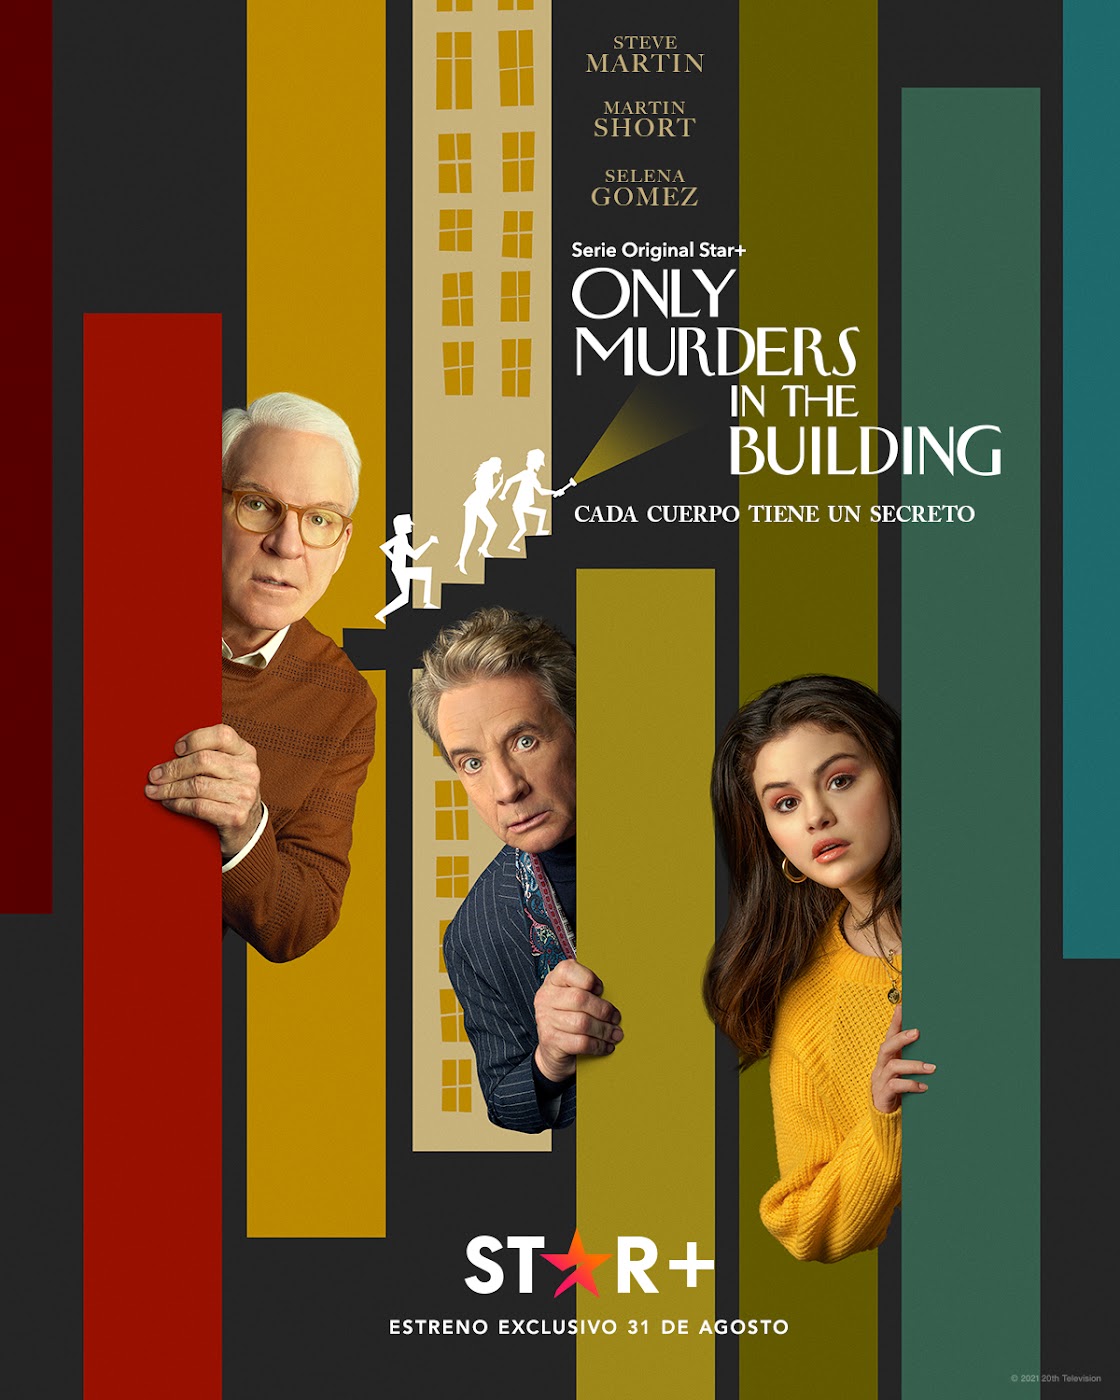 STEVE
MARTIN
MARTIN
SHORT
SELENA
GOMEZ
Serie Original Star+
ONLY
MURDERS
IN THE
BUILDING
CADA CUERPO TIENE UN SECRETO
STAR+
ESTRENO EXCLUSIVO 31 DE AGOSTO
© 2021 20th Television